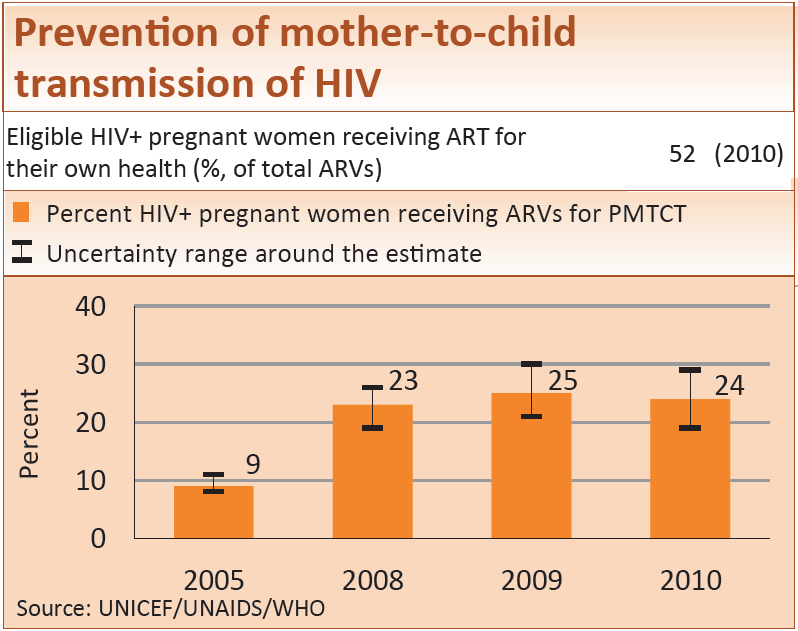 Prevention of mother-to-child
transmission of HIV
Eligible HIV+ pregnant women receiving ART for
their own health (%, of total ARVs)
52 (2010)
Percent HIV+ pregnant women receiving ARVs for PMTCT
Uncertainty range around the estimate
Percent
40
30
20
10
0
9
23
25
24
2005 2008 2009 2010
Source: UNICEF/UNAIDS/WHO